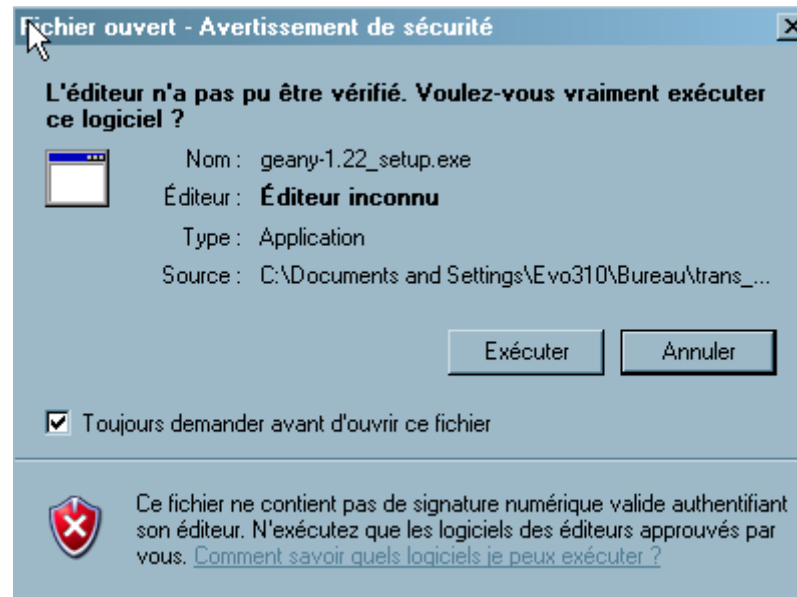 Fichier ouvert - Avertissement de sécurité
L'éditeur n'a pas pu être vérifié. Voulez-vous vraiment exécuter
ce logiciel ?
Nom : geany-1.22_setup.exe
Éditeur : Éditeur inconnu
Type : Application
Source : C:\Documents and Settings\Evo310\Bureau\trans_...
Exécuter Annuler
Toujours demander avant d'ouvrir ce fichier
Ce fichier ne contient pas de signature numérique valide authentifiant
son éditeur. N'exécutez que les logiciels des éditeurs approuvés par
vous. Comment savoir quels logiciels je peux exécuter ?